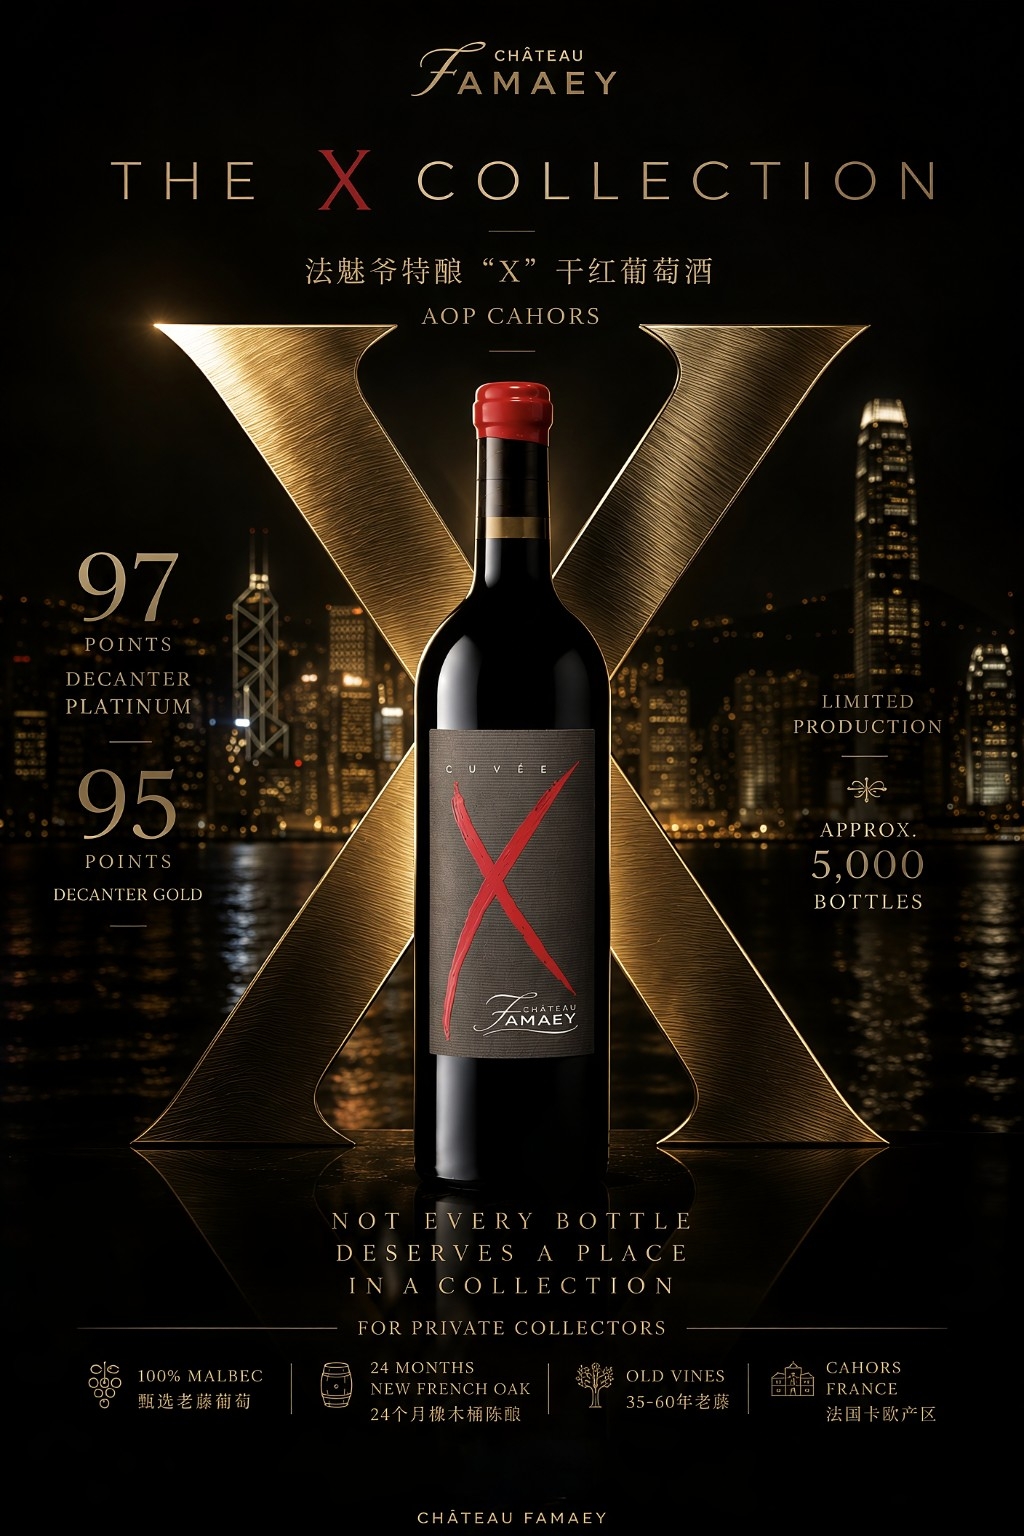 CHÂTEAU
FAMAEY
THE X COLLECTION
法魅爷特酿“X”干红葡萄酒
AOP CAHORS
97
POINTS
DECANTER
PLATINUM
95
POINTS
DECANTER GOLD
LIMITED
PRODUCTION
APPROX.
5,000
BOTTLES
CUVÉE
X
CHÂTEAU
FAMAEY
NOT EVERY BOTTLE
DESERVES A PLACE
IN A COLLECTION
FOR PRIVATE COLLECTORS
100% MALBEC
甄选老藤葡萄
24 MONTHS
NEW FRENCH OAK
24个月橡木桶陈酿
OLD VINES
35-60年老藤
CAHORS
FRANCE
法国卡欧产区
CHÂTEAU FAMAEY